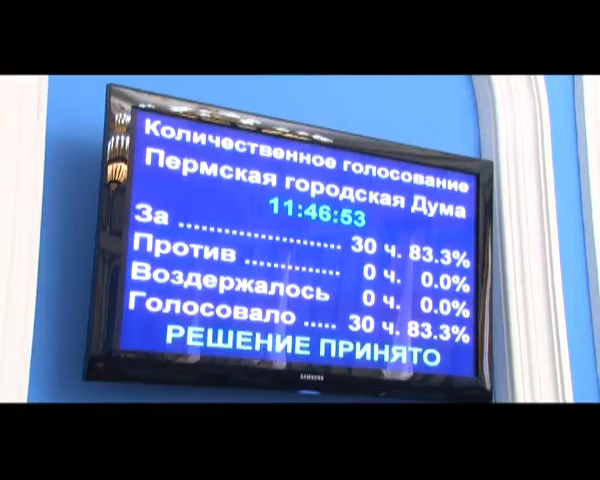 Количественное голосование
Пермская городская Дума
11:46:53
За ........................ 30 ч. 83.3%
Против .............. 0 ч. 0.0%
Воздержалось 0 ч. 0.0%
Голосовало ..... 30 ч. 83.3%
РЕШЕНИЕ ПРИНЯТО
SAMSUNG